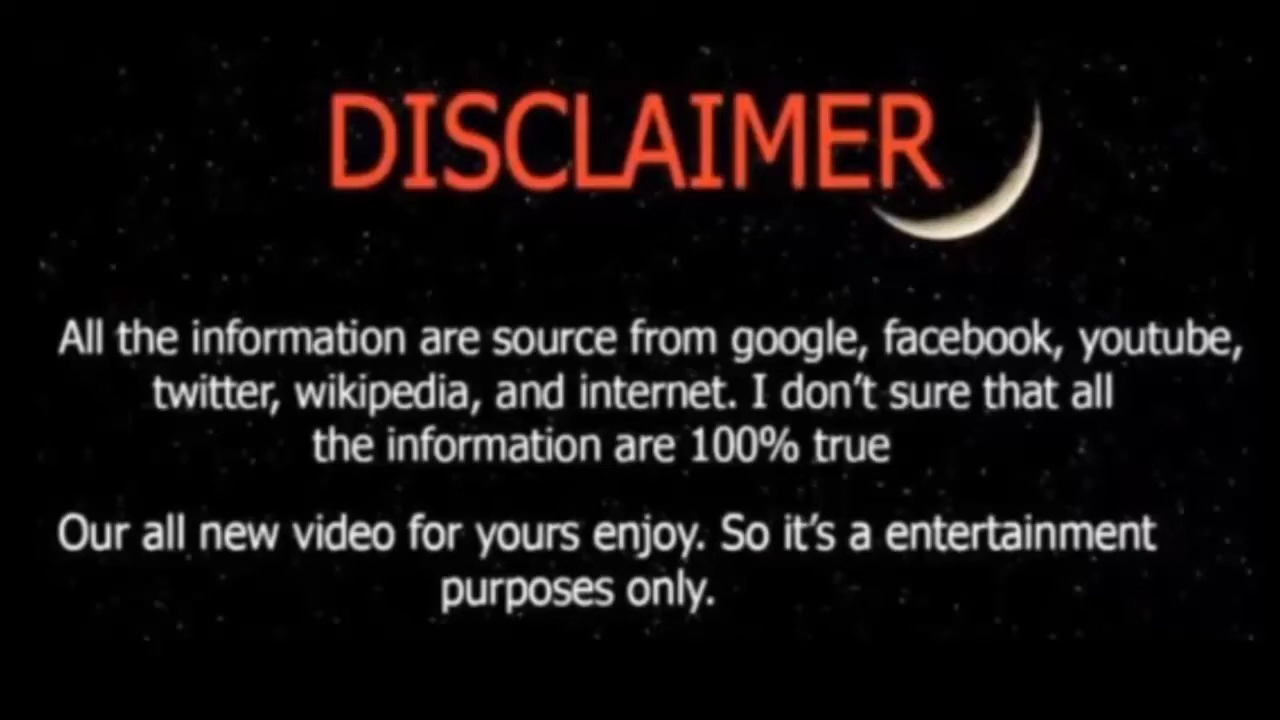 DISCLAIMER
All the information are source from google, facebook, youtube,
twitter, wikipedia, and internet. I don't sure that all
the information are 100% true
Our all new video for yours enjoy. So it's a entertainment
purposes only.